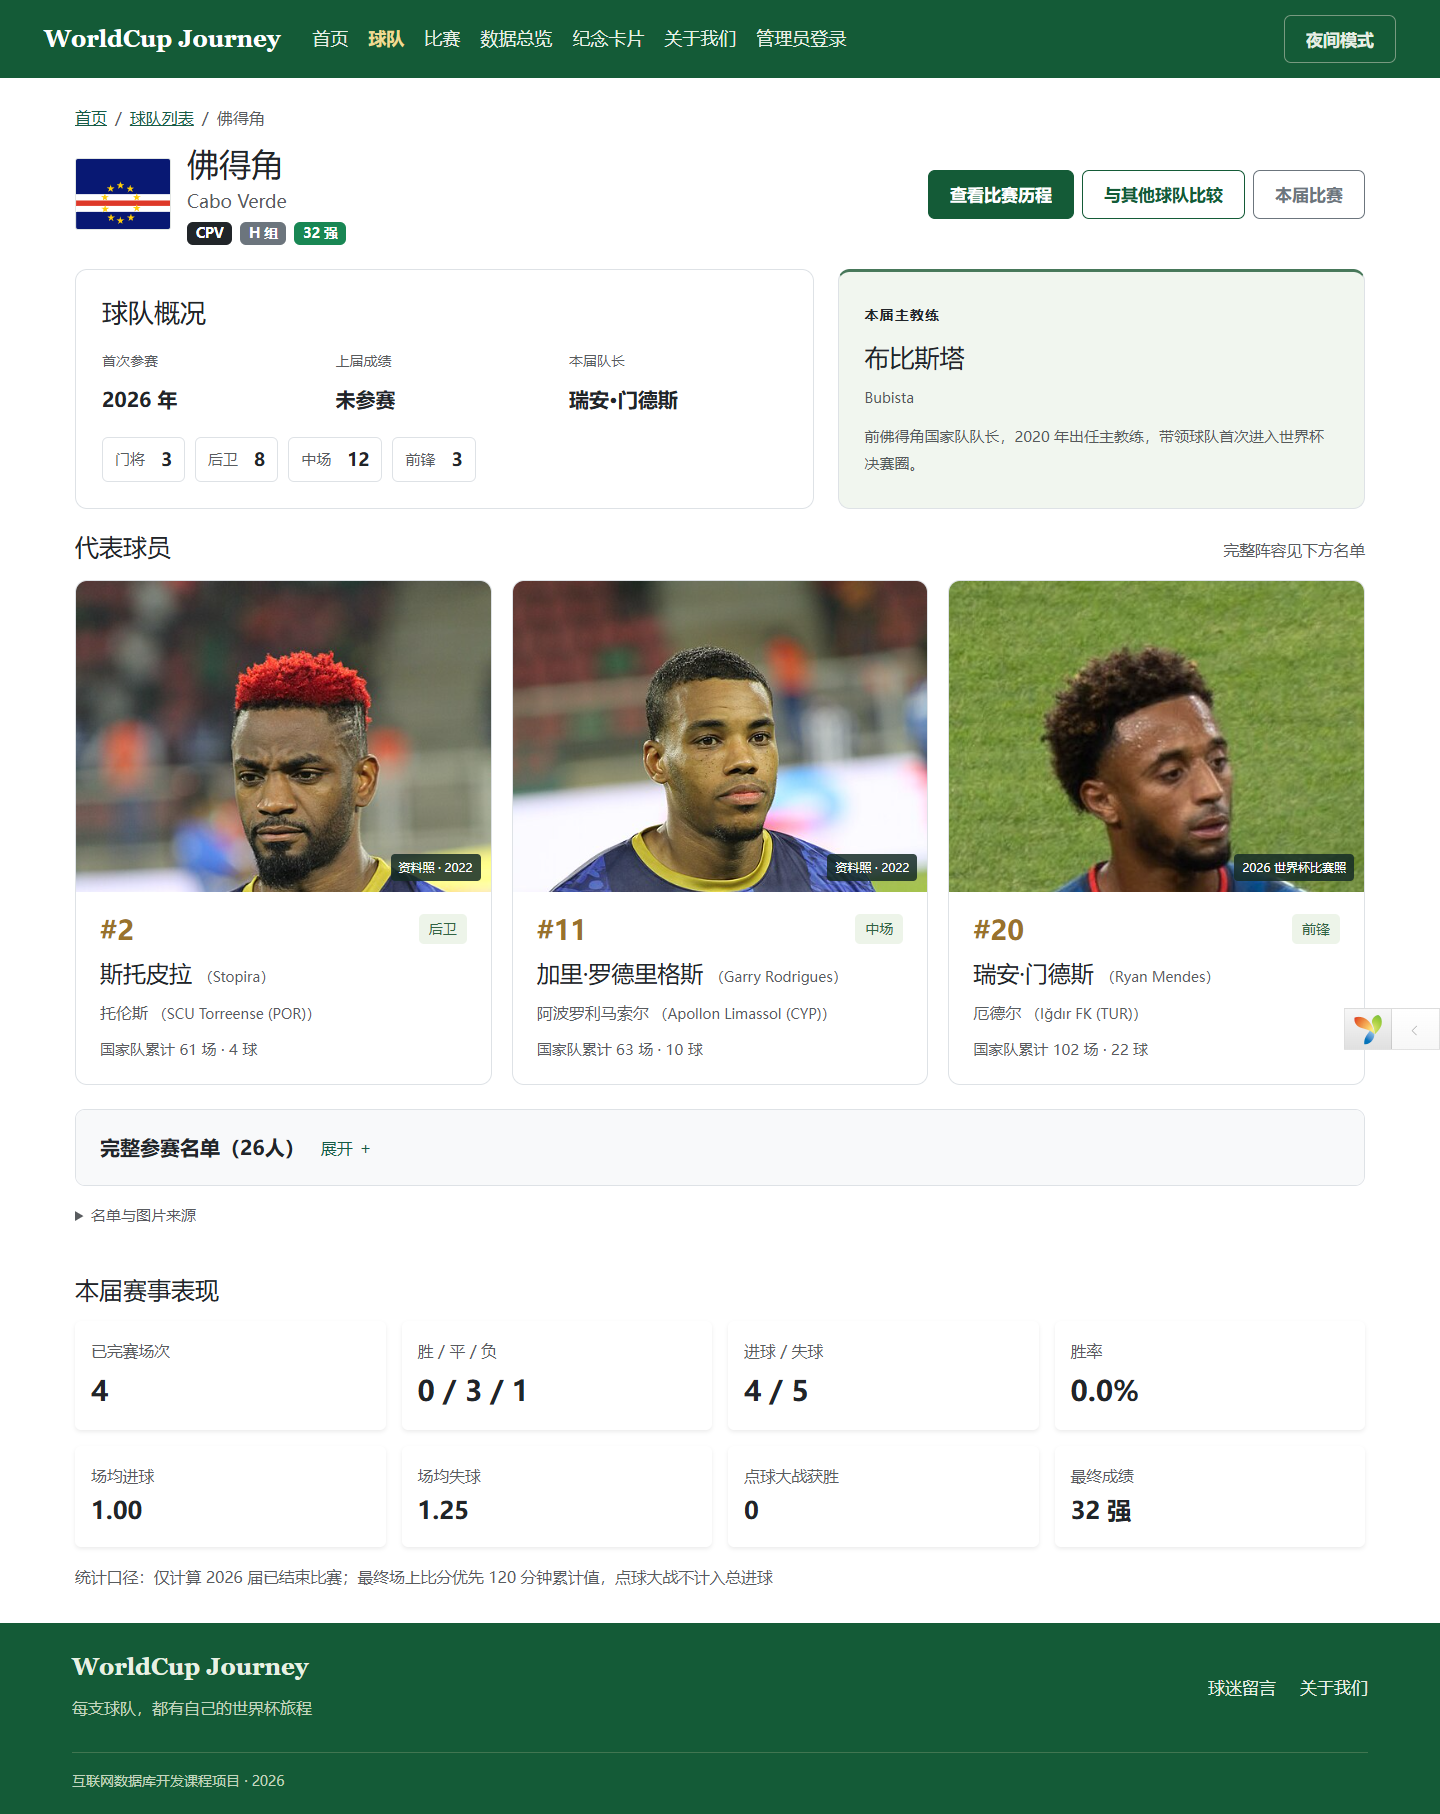 WorldCup Journey 首页 球队 比赛 数据总览 纪念卡片 关于我们 管理员登录 夜间模式
首页 / 球队列表 / 佛得角
佛得角
Cabo Verde
CPV H 组 32 强
查看比赛历程 与其他球队比较 本届比赛
球队概况
首次参赛 上届成绩 本届队长
2026 年 未参赛 瑞安•门德斯
门将 3 后卫 8 中场 12 前锋 3
本届主教练
布比斯塔
Bubista
前佛得角国家队队长，2020 年出任主教练，带领球队首次进入世界杯
决赛圈。
代表球员 完整阵容见下方名单
资料照 · 2022
#2 后卫
斯托皮拉 （Stopira）
托伦斯 （SCU Torreense (POR)）
国家队累计 61 场 · 4 球
资料照 · 2022
#11 中场
加里·罗德里格斯 （Garry Rodrigues）
阿波罗利马索尔 （Apollon Limassol (CYP)）
国家队累计 63 场 · 10 球
2026 世界杯比赛照
#20 前锋
瑞安·门德斯 （Ryan Mendes）
厄德尔 （Iğdır FK (TUR)）
国家队累计 102 场 · 22 球
完整参赛名单（26人） 展开 +
▶ 名单与图片来源
本届赛事表现
已完赛场次 胜 / 平 / 负 进球 / 失球 胜率
4 0 / 3 / 1 4 / 5 0.0%
场均进球 场均失球 点球大战获胜 最终成绩
1.00 1.25 0 32 强
统计口径：仅计算 2026 届已结束比赛；最终场上比分优先 120 分钟累计值，点球大战不计入总进球
WorldCup Journey
每支球队，都有自己的世界杯旅程
球迷留言 关于我们
互联网数据库开发课程项目 · 2026